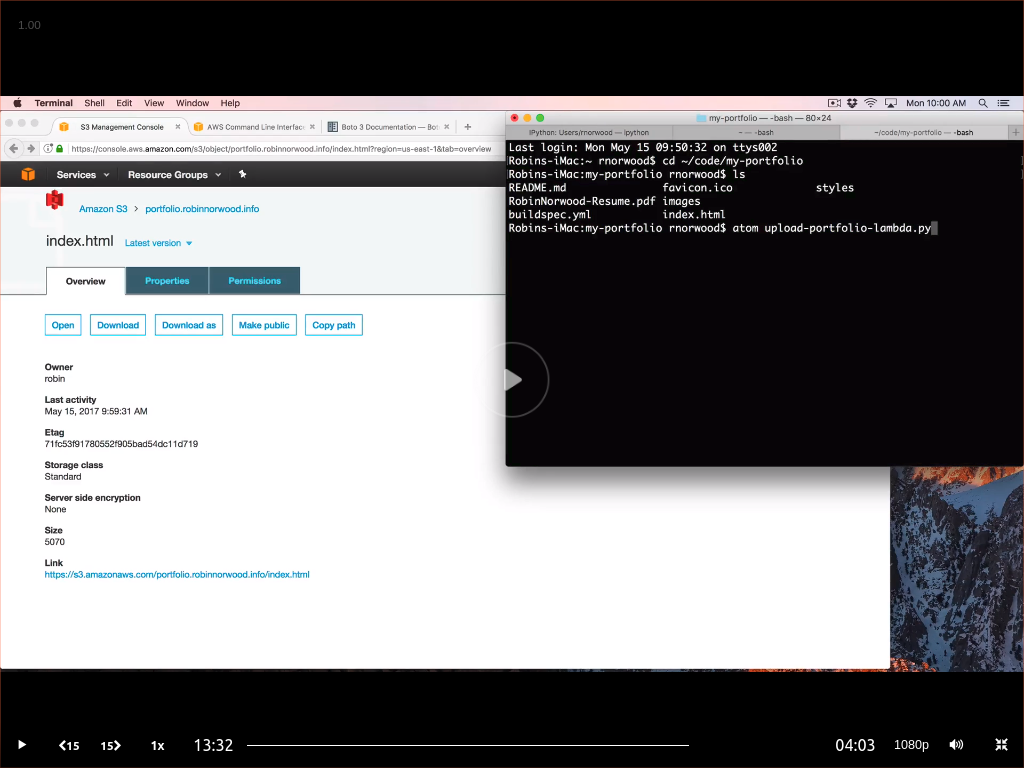 1.00
Terminal Shell Edit View Window Help
Mon 10:00 AM
S3 Management Console
AWS Command Line Interfac
Boto 3 Documentation — Bot
https://console.aws.amazon.com/s3/object/portfolio.robinnorwood.info/index.html?region=us-east-1&tab=overview
Services
Resource Groups
Amazon S3 > portfolio.robinnorwood.info
index.html Latest version
Overview
Properties
Permissions
Open
Download
Download as
Make public
Copy path
Owner
robin
Last activity
May 15, 2017 9:59:31 AM
Etag
71fc53f91780552f905bad54dc11d719
Storage class
Standard
Server side encryption
None
Size
5070
Link
https://s3.amazonaws.com/portfolio.robinnorwood.info/index.html
my-portfolio — -bash — 80×24
IPython: Users/rnorwood — ipython
~ — -bash
~/code/my-portfolio — -bash
Last login: Mon May 15 09:50:32 on ttys002
Robins-iMac:~ rnorwood$ cd ~/code/my-portfolio
Robins-iMac:my-portfolio rnorwood$ ls
README.md favicon.ico styles
RobinNorwood-Resume.pdf images
buildspec.yml index.html
Robins-iMac:my-portfolio rnorwood$ atom upload-portfolio-lambda.py
15
15
1x
13:32
04:03
1080p